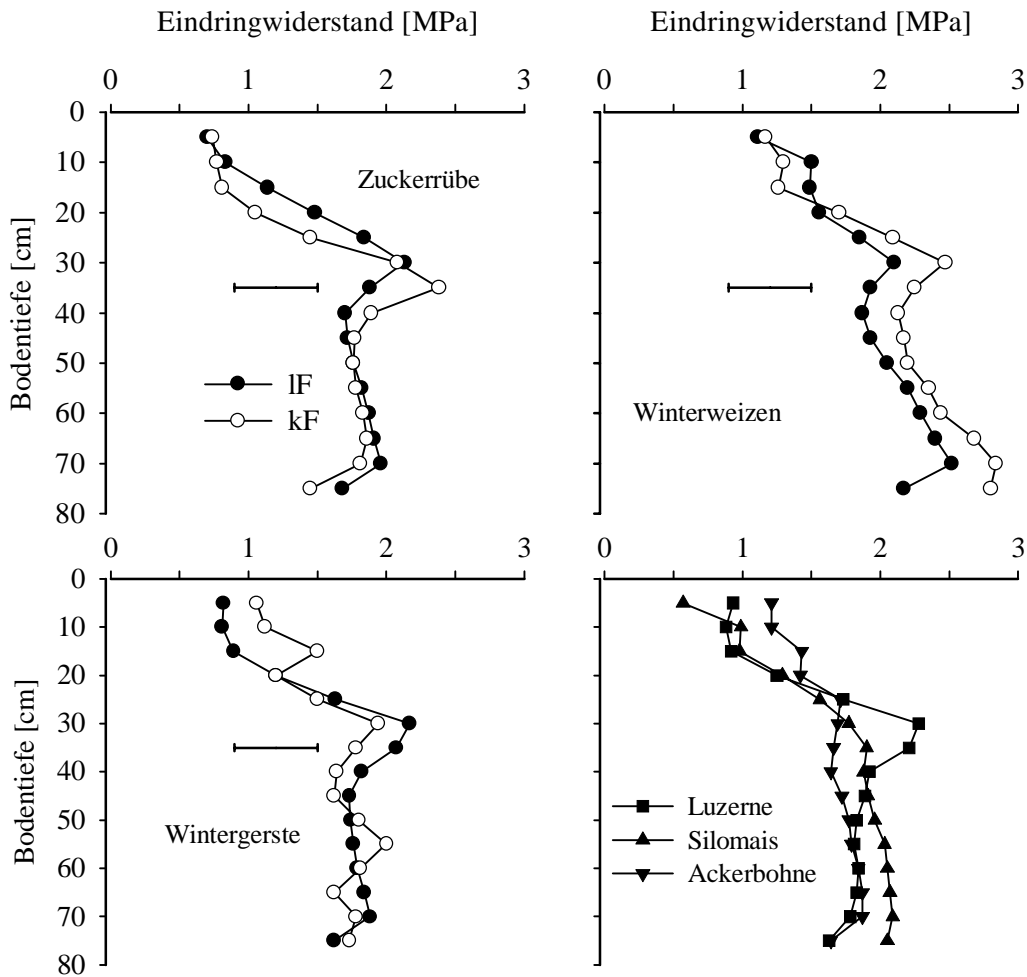 Eindringwiderstand [MPa]
Eindringwiderstand [MPa]
0 1 2 3
0 1 2 3
0
10
20
30
40
50
60
70
80
Bodentiefe [cm]
Zuckerrübe
lF
kF
Winterweizen
0 1 2 3
0 1 2 3
0
10
20
30
40
50
60
70
80
Bodentiefe [cm]
Wintergerste
Luzerne
Silomais
Ackerbohne